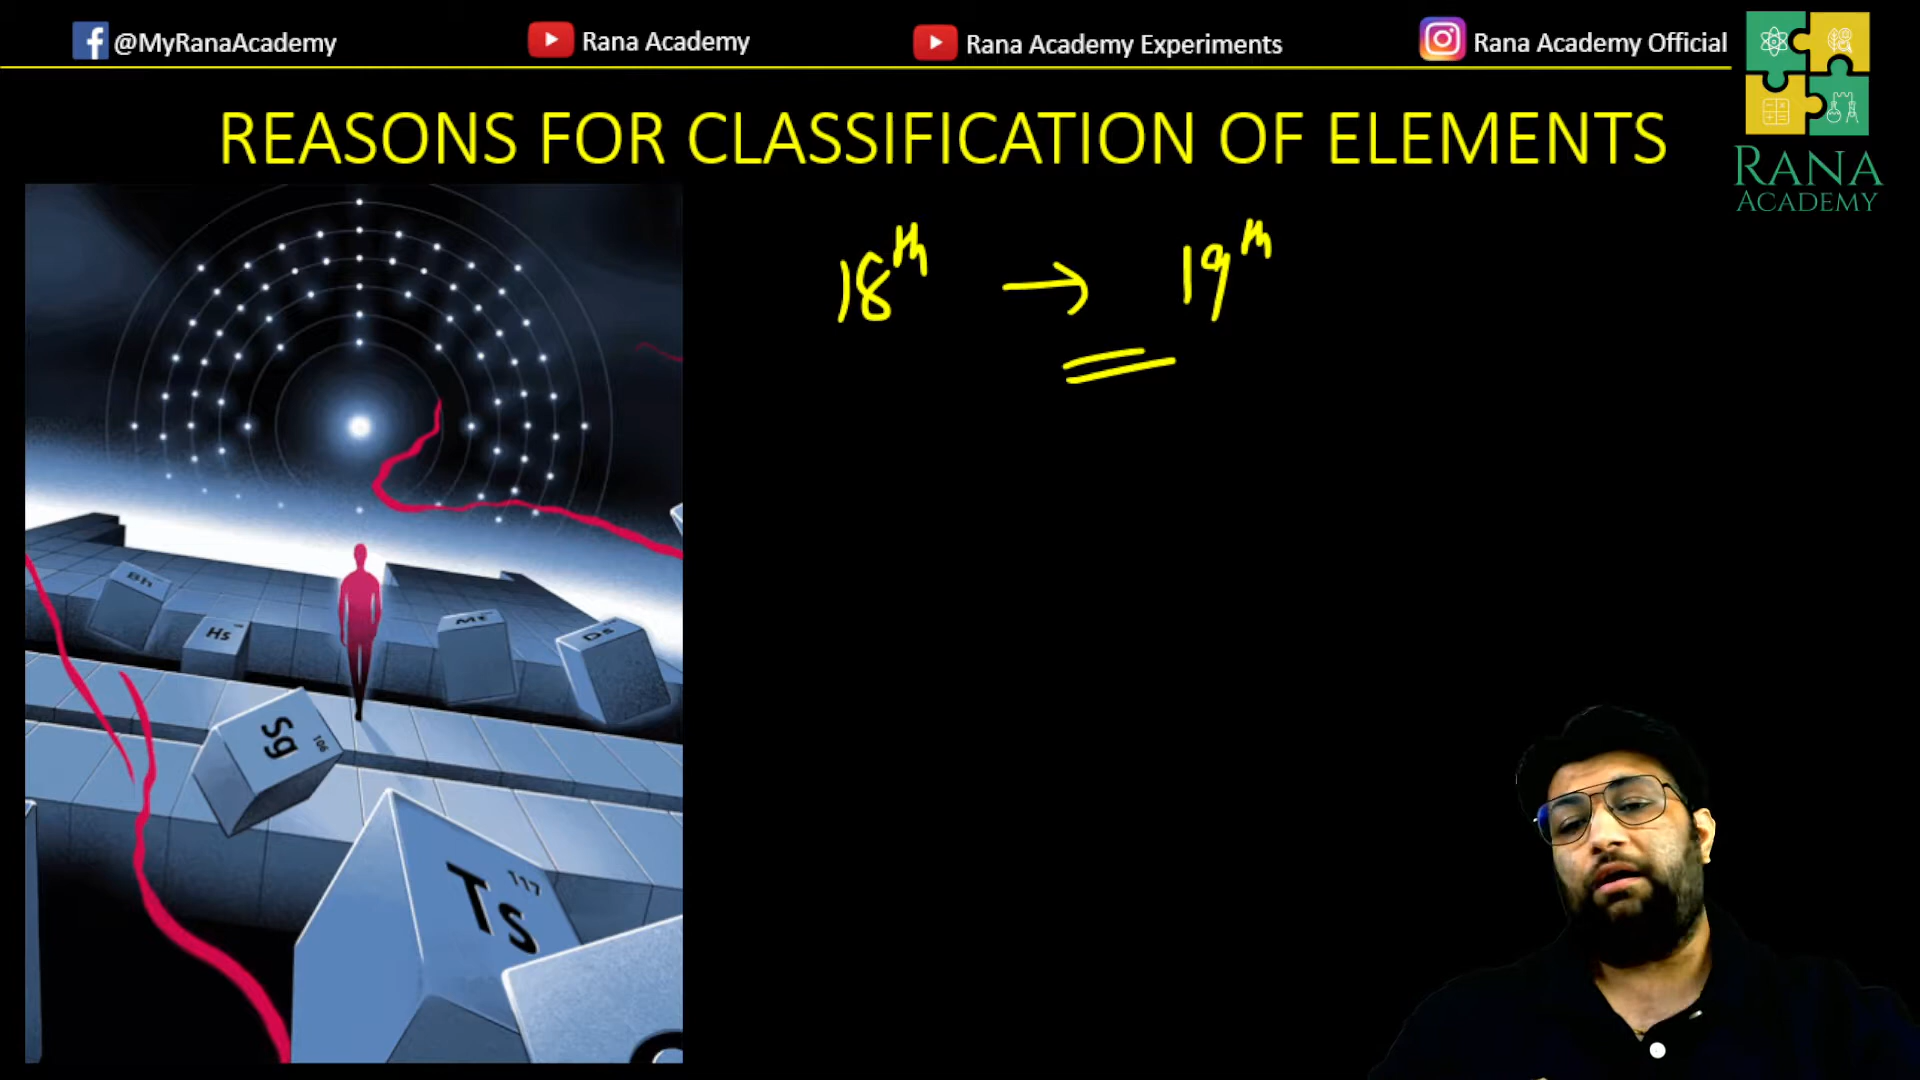 @MyRanaAcademy
Rana Academy
Rana Academy Experiments
Rana Academy Official
RANA
ACADEMY
REASONS FOR CLASSIFICATION OF ELEMENTS
18th → 19th
Bh
Hs
Mt
Ds
Sg
106
117
Ts